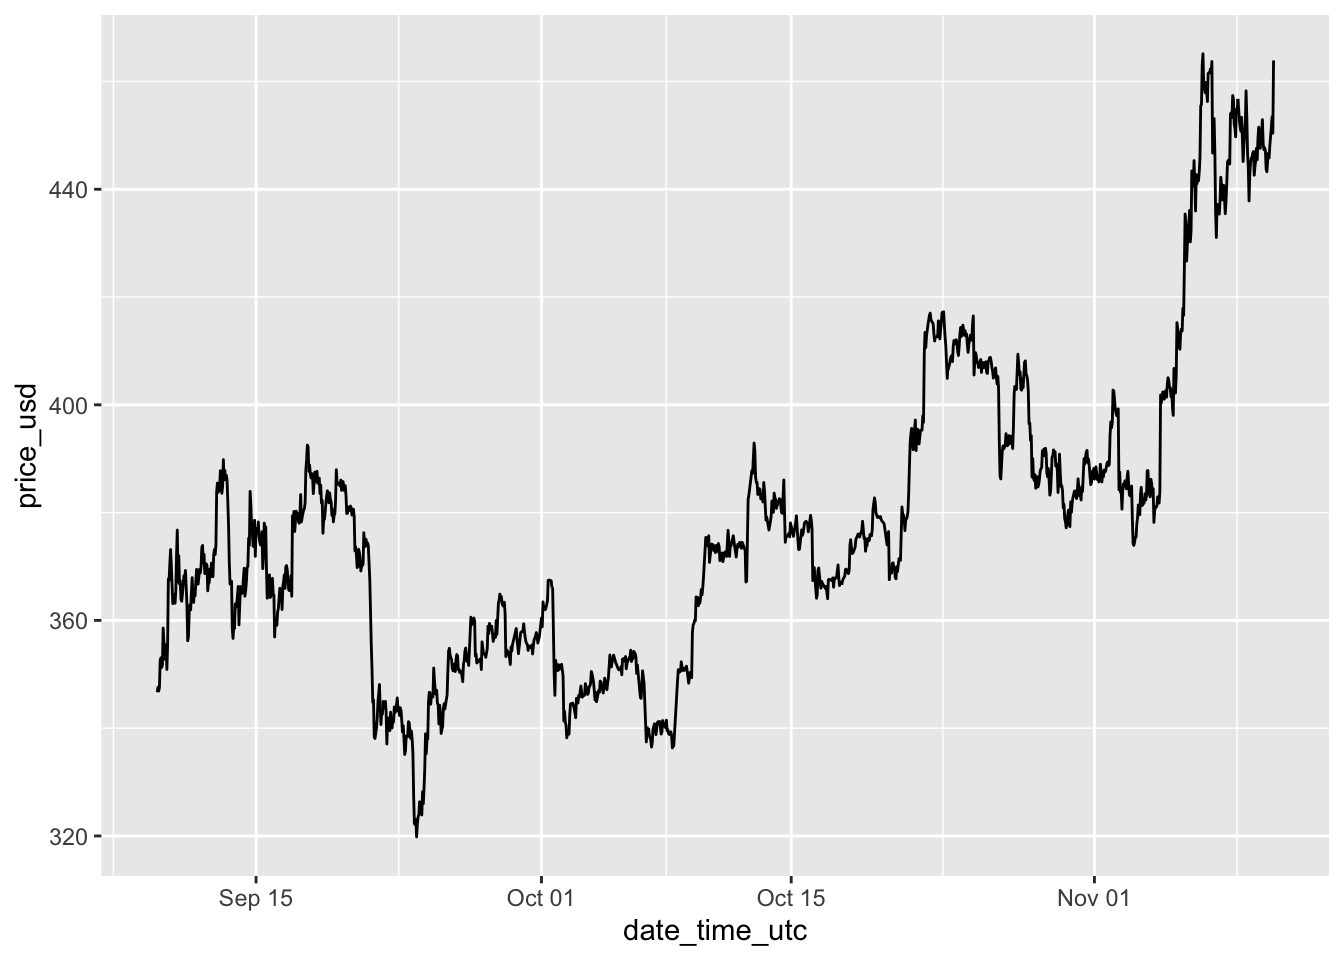 440
400
360
320
price_usd
Sep 15
Oct 01
Oct 15
Nov 01
date_time_utc